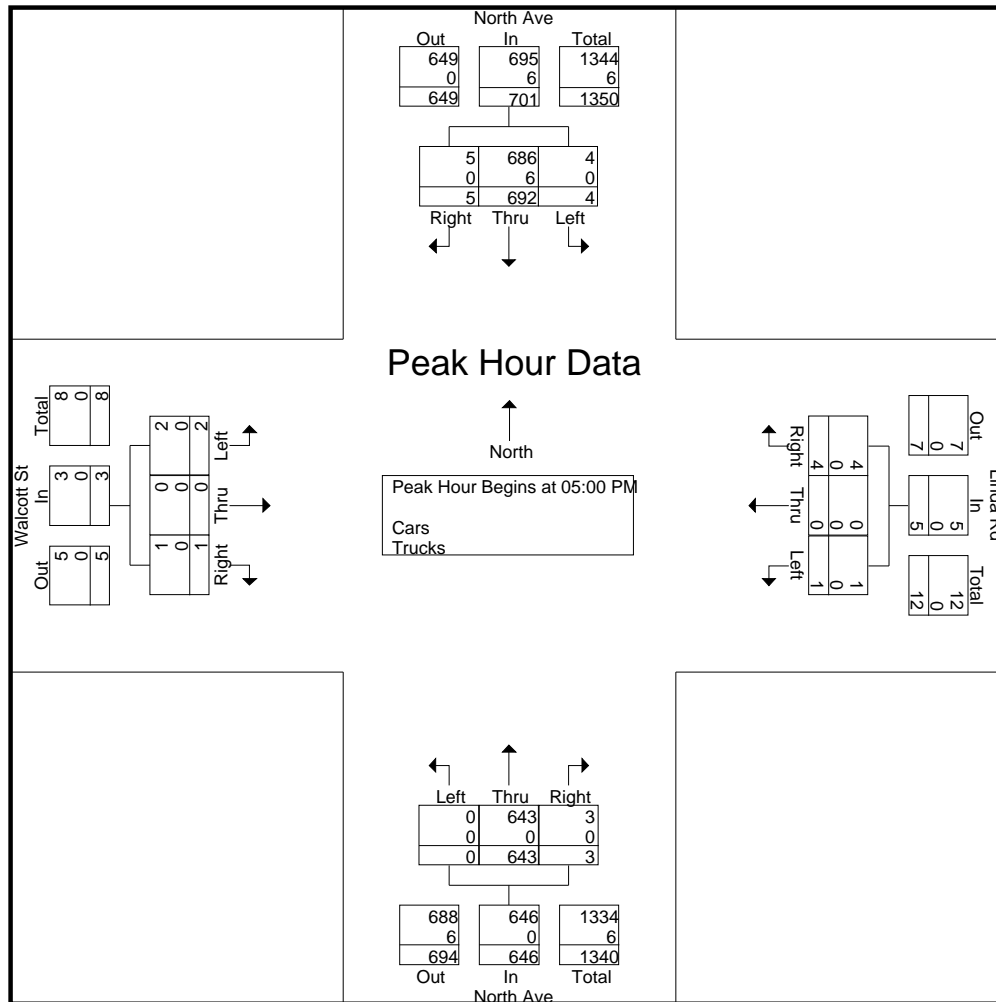 North Ave
Out In Total
649 695 1344
0 6 6
649 701 1350
5 686 4
0 6 0
5 692 4
Right Thru Left
Peak Hour Data
North
Peak Hour Begins at 05:00 PM
Cars
Trucks
Walcott St
Out In Total
5 3 8
0 0 0
5 3 8
Left Thru Right
2 0 1
0 0 0
2 0 1
Linda Rd
Out In Total
7 5 12
0 0 0
7 5 12
Right Thru Left
4 0 1
0 0 0
4 0 1
Left Thru Right
0 643 3
0 0 0
0 643 3
688 646 1334
6 0 6
694 646 1340
Out In Total
North Ave